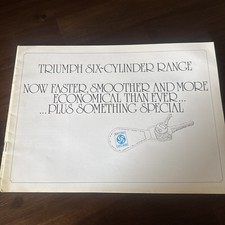 TRIUMPH SIX-CYLINDER RANGE
NOW FASTER, SMOOTHER AND MORE
ECONOMICAL THAN EVER...
...PLUS SOMETHING SPECIAL